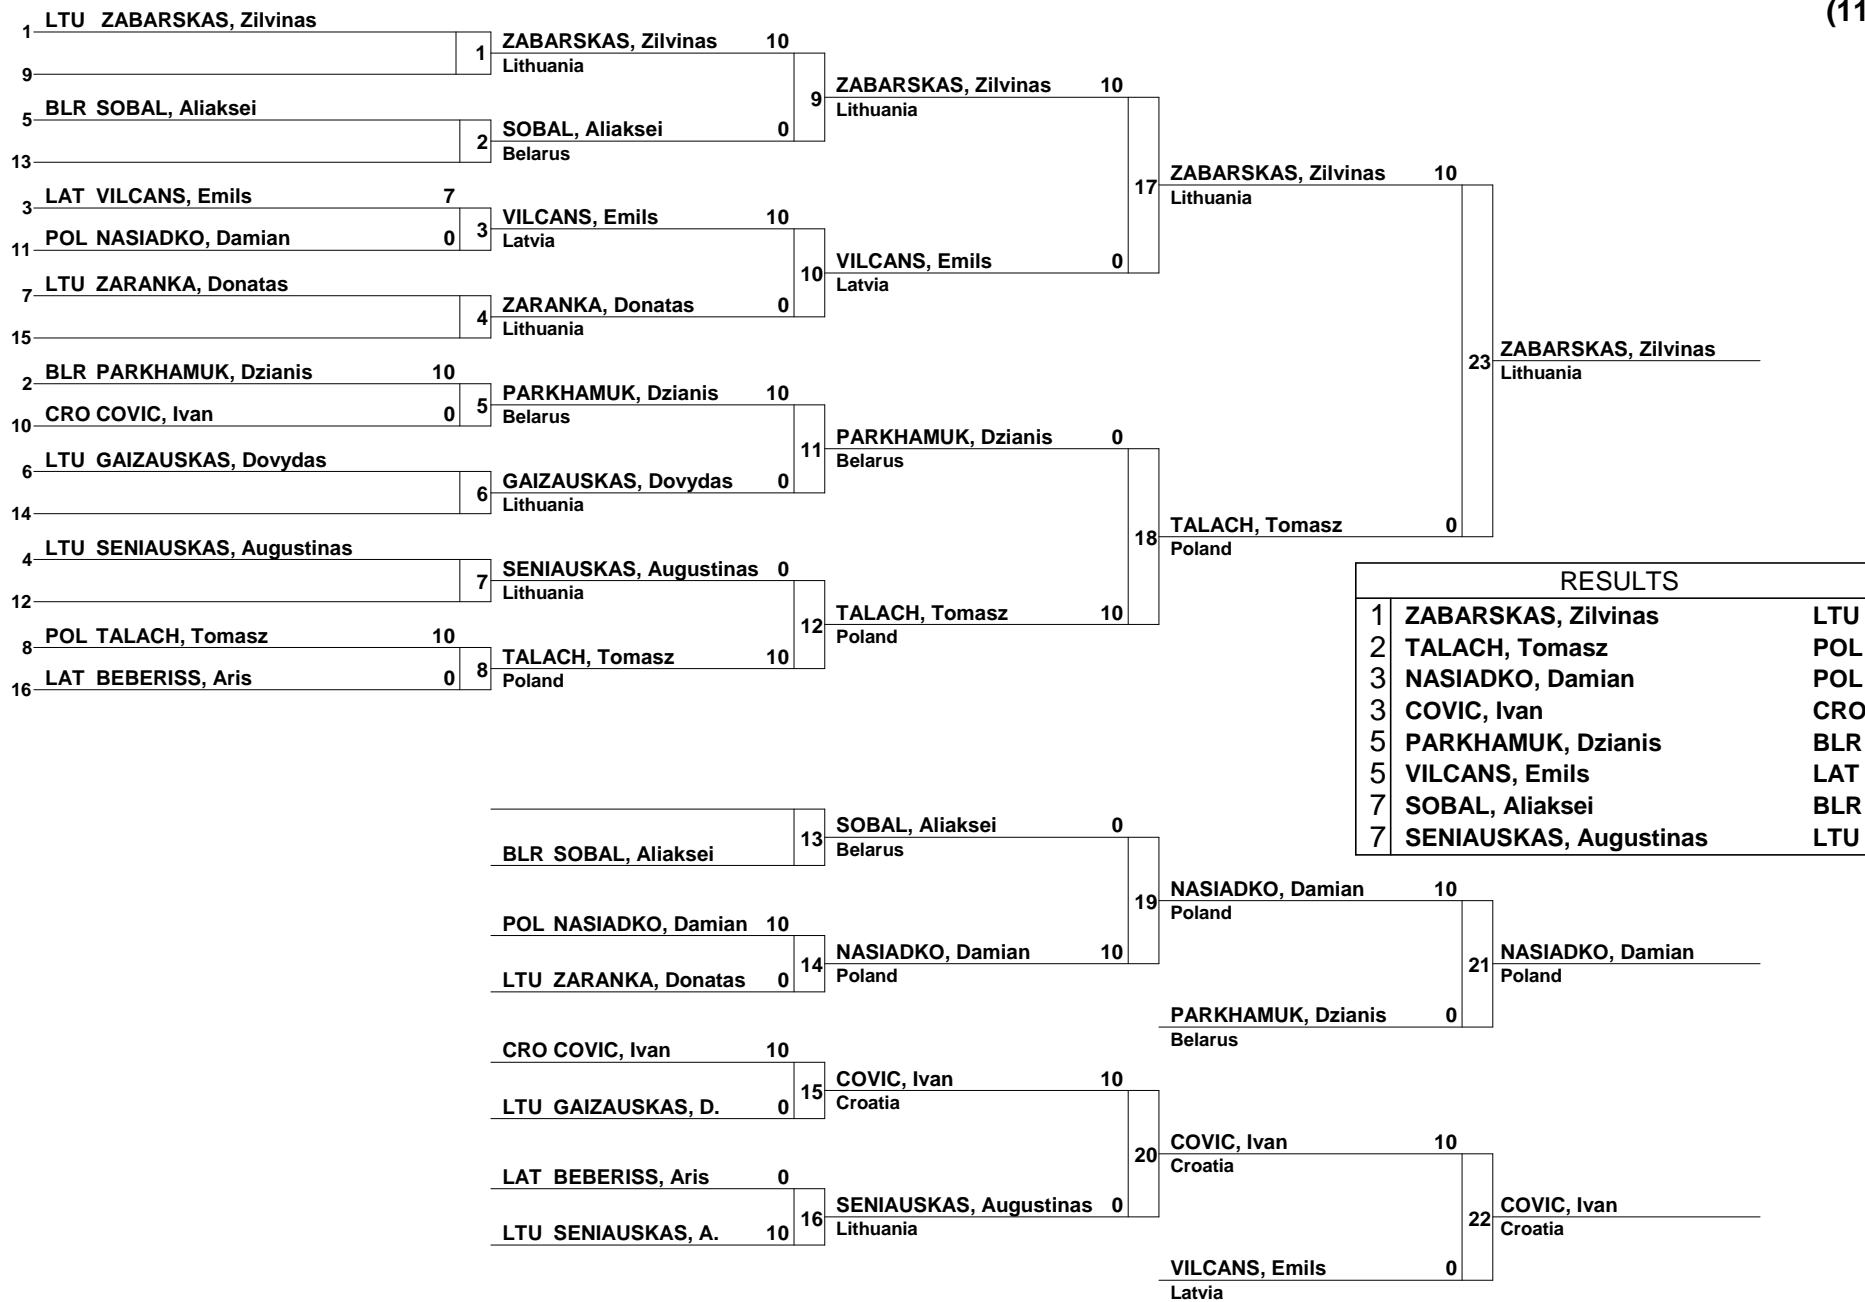 (11
1 LTU ZABARSKAS, Zilvinas
9
1
ZABARSKAS, Zilvinas 10
Lithuania
5 BLR SOBAL, Aliaksei
13
2
SOBAL, Aliaksei 0
Belarus
9
ZABARSKAS, Zilvinas 10
Lithuania
3 LAT VILCANS, Emils 7
11 POL NASIADKO, Damian 0
3
VILCANS, Emils 10
Latvia
7 LTU ZARANKA, Donatas
15
4
ZARANKA, Donatas 0
Lithuania
10
VILCANS, Emils 0
Latvia
17
ZABARSKAS, Zilvinas 10
Lithuania
2 BLR PARKHAMUK, Dzianis 10
10 CRO COVIC, Ivan 0
5
PARKHAMUK, Dzianis 10
Belarus
6 LTU GAIZAUSKAS, Dovydas
14
6
GAIZAUSKAS, Dovydas 0
Lithuania
11
PARKHAMUK, Dzianis 0
Belarus
4 LTU SENIAUSKAS, Augustinas
12
7
SENIAUSKAS, Augustinas 0
Lithuania
8 POL TALACH, Tomasz 10
16 LAT BEBERISS, Aris 0
8
TALACH, Tomasz 10
Poland
12
TALACH, Tomasz 10
Poland
18
TALACH, Tomasz 0
Poland
23
ZABARSKAS, Zilvinas
Lithuania
RESULTS
1 ZABARSKAS, Zilvinas LTU
2 TALACH, Tomasz POL
3 NASIADKO, Damian POL
3 COVIC, Ivan CRO
5 PARKHAMUK, Dzianis BLR
5 VILCANS, Emils LAT
7 SOBAL, Aliaksei BLR
7 SENIAUSKAS, Augustinas LTU
BLR SOBAL, Aliaksei
13
SOBAL, Aliaksei 0
Belarus
POL NASIADKO, Damian 10
LTU ZARANKA, Donatas 0
14
NASIADKO, Damian 10
Poland
19
NASIADKO, Damian 10
Poland
PARKHAMUK, Dzianis 0
Belarus
21
NASIADKO, Damian
Poland
CRO COVIC, Ivan 10
LTU GAIZAUSKAS, D. 0
15
COVIC, Ivan 10
Croatia
LAT BEBERISS, Aris 0
LTU SENIAUSKAS, A. 10
16
SENIAUSKAS, Augustinas 0
Lithuania
20
COVIC, Ivan 10
Croatia
VILCANS, Emils 0
Latvia
22
COVIC, Ivan
Croatia